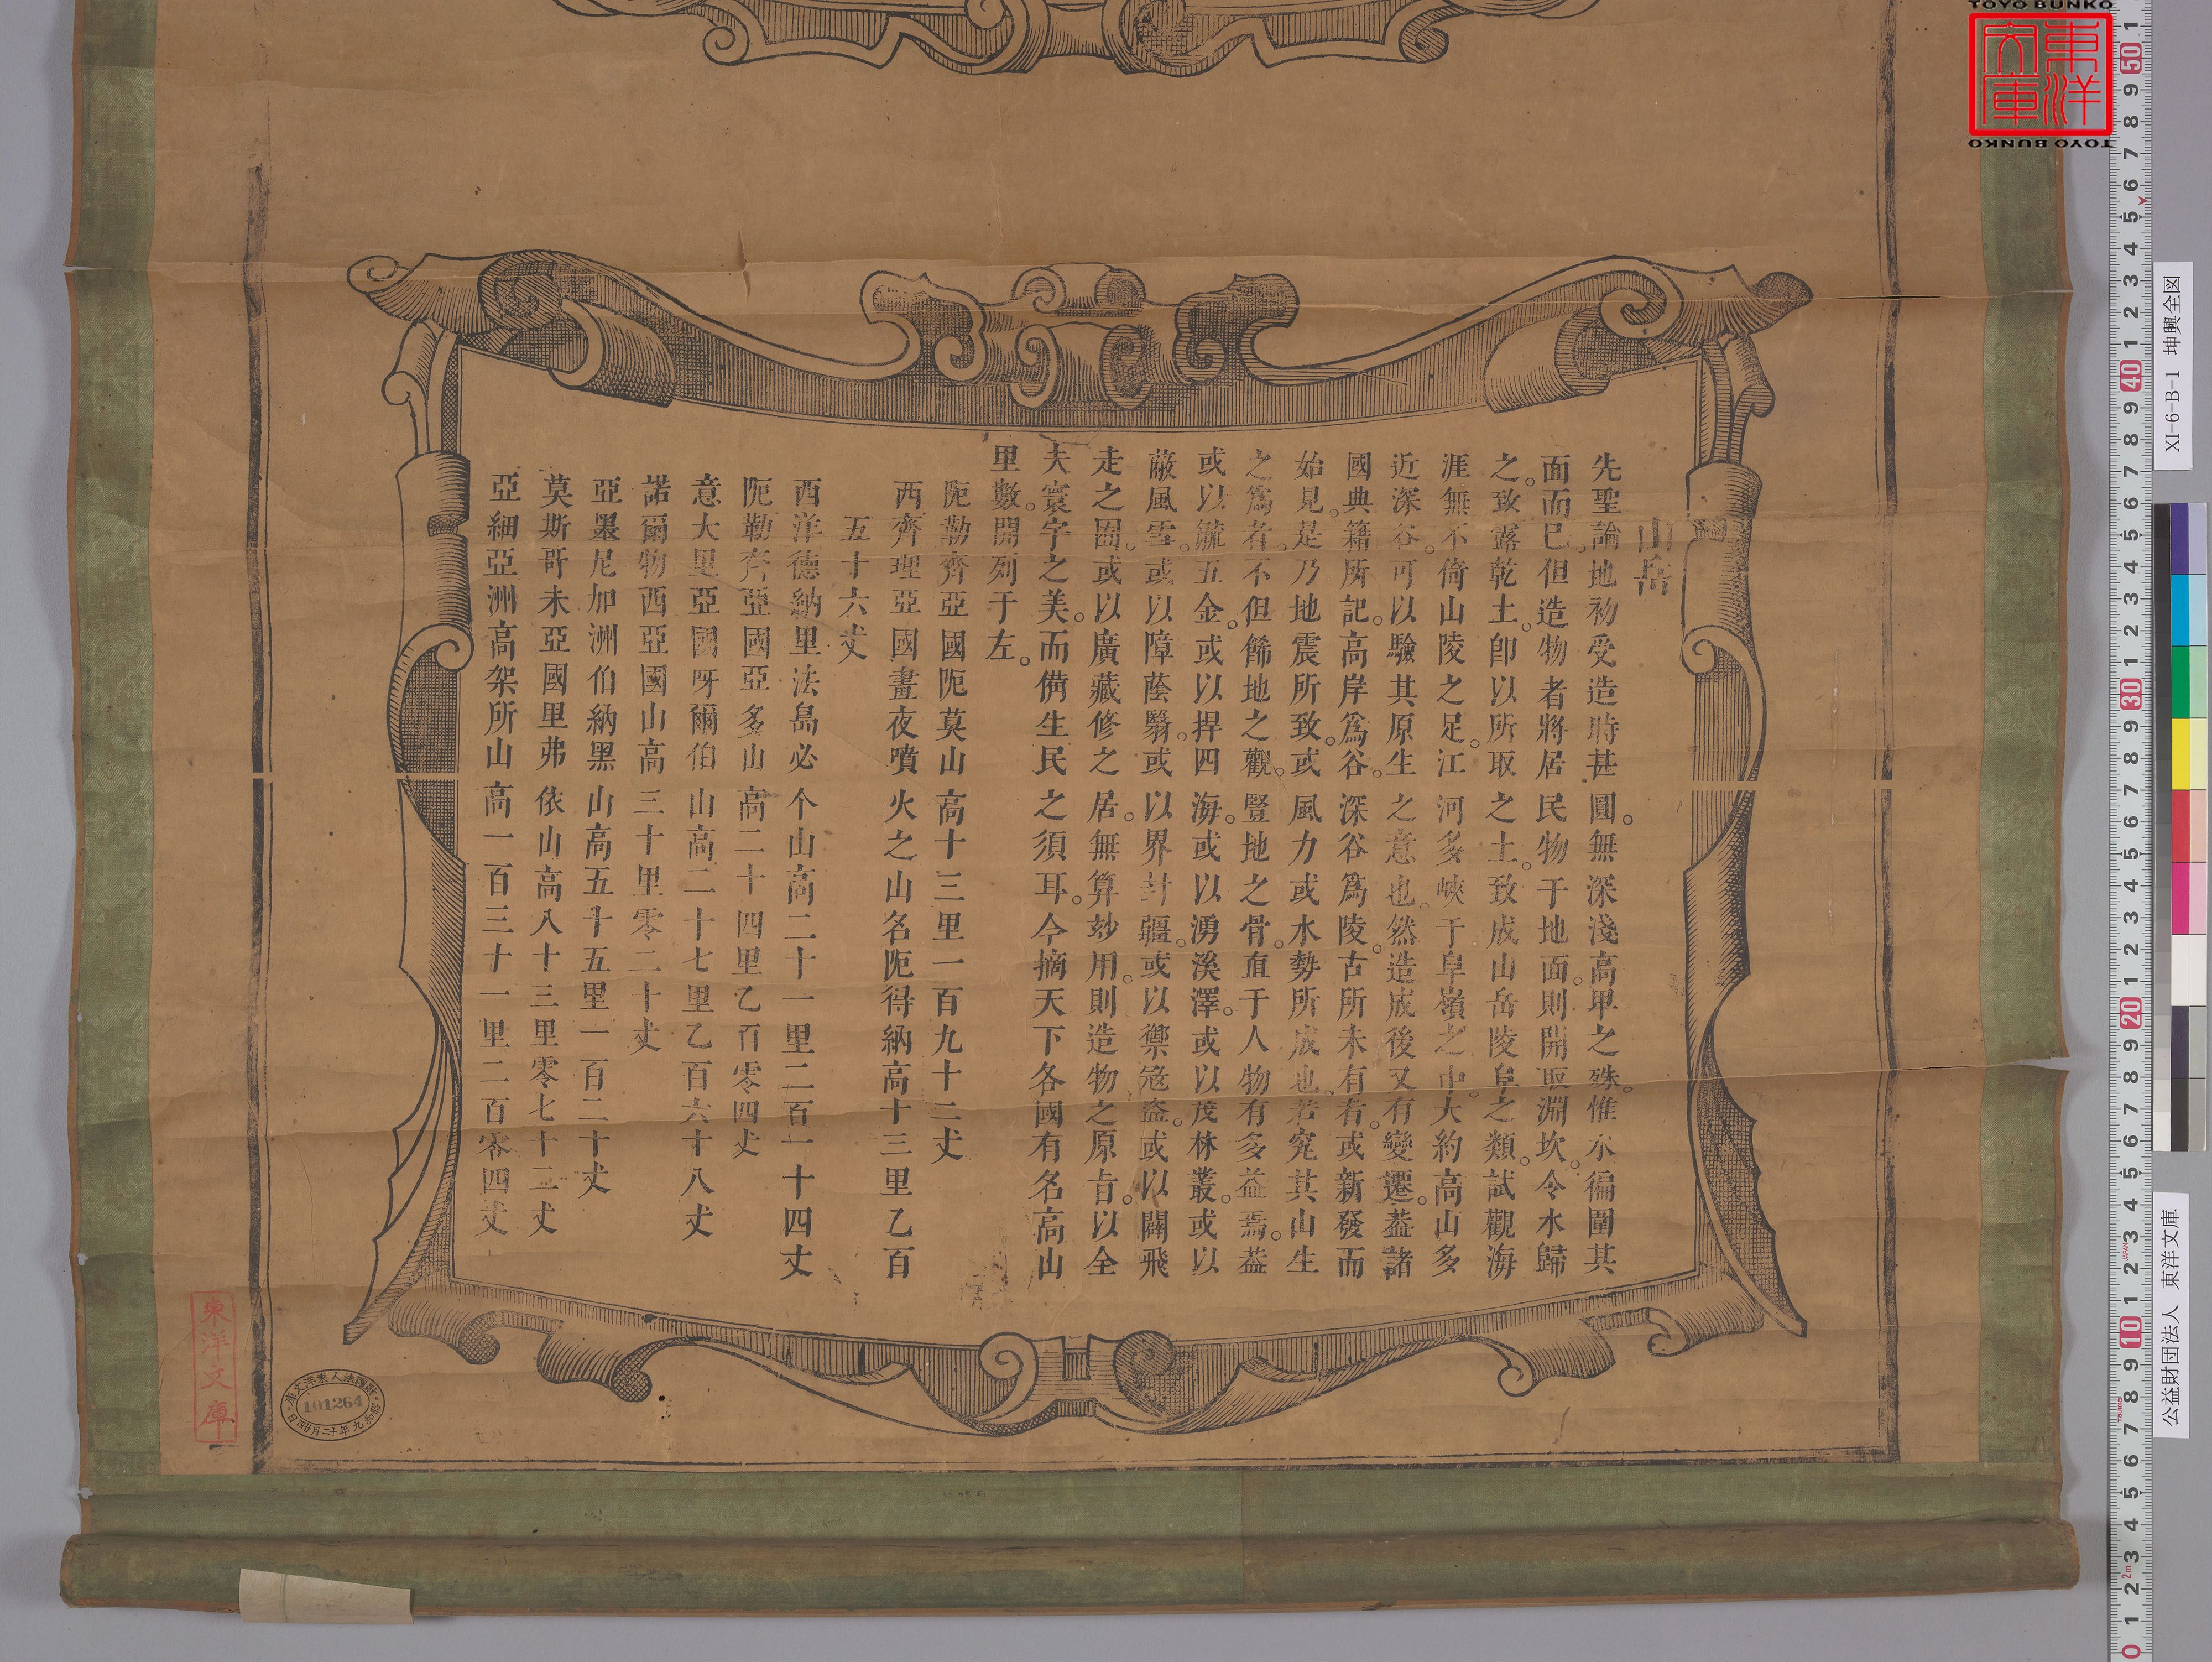 山岳
先聖論地初受造時甚圓。無深淺高卑之殊。惟水徧圍其
面而已。但造物者將居民物于地面。則開取淵坎。令水歸
之。致露乾土。卽以所取之土。致成山岳陵阜之類。試觀海
涯無不倚山陵之足。江河多峽于阜嶺之中。大約高山多
近深谷。可以驗其原生之意也。然造成後又有變遷。葢諸
國典籍所記。高岸爲谷。深谷爲陵。古所未有者。或新發而
始見。是乃地震所致。或風力或水勢所成也。若究其山生
之爲者。不但飾地之觀。豎地之骨。直于人物有多益焉。葢
或以毓五金。或以捍四海。或以湧溪澤。或以茂林叢。或以
蔽風雪。或以障蔭翳。或以界封疆。或以禦寇盜。或以闢飛
走之囿。或以廣藏修之居。無算妙用。則造物之原旨。以全
夫寰宇之美。而備生民之須耳。今摘天下各國有名高山
里數。開列于左。
阨勒齊亞國阨莫山高十三里一百九十二丈
西齊理亞國晝夜噴火之山名阨得納高十三里乙百
五十六丈
西洋德納里法島必个山高二十一里二百一十四丈
阨勒齊亞國亞多山高二十四里乙百零四丈
意大里亞國呀爾伯山高二十七里乙百六十八丈
諾爾物西亞國山高三十里零二十丈
亞墨尼加洲伯納黑山高五十五里一百二十丈
莫斯哥未亞國里弗依山高八十三里零七十二丈
亞細亞洲高架所山高一百三十一里二百零四丈
東洋文庫
財團法人東洋文庫
101264
昭和九年十二月廿四日
TOYO BUNKO
東洋文庫
TOYO BUNKO
XI-6-B-1 坤輿全図
公益財団法人 東洋文庫